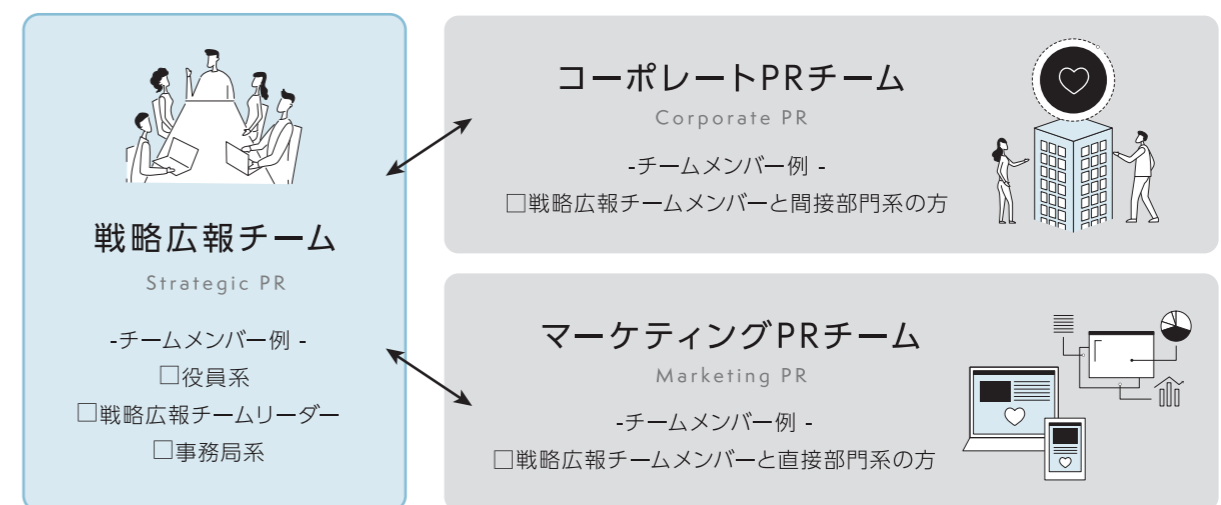 戦略広報チーム
Strategic PR
-チームメンバー例 -
□役員系
□戦略広報チームリーダー
□事務局系
コーポレートPRチーム
Corporate PR
-チームメンバー例 -
□戦略広報チームメンバーと間接部門系の方
マーケティングPRチーム
Marketing PR
-チームメンバー例 -
□戦略広報チームメンバーと直接部門系の方